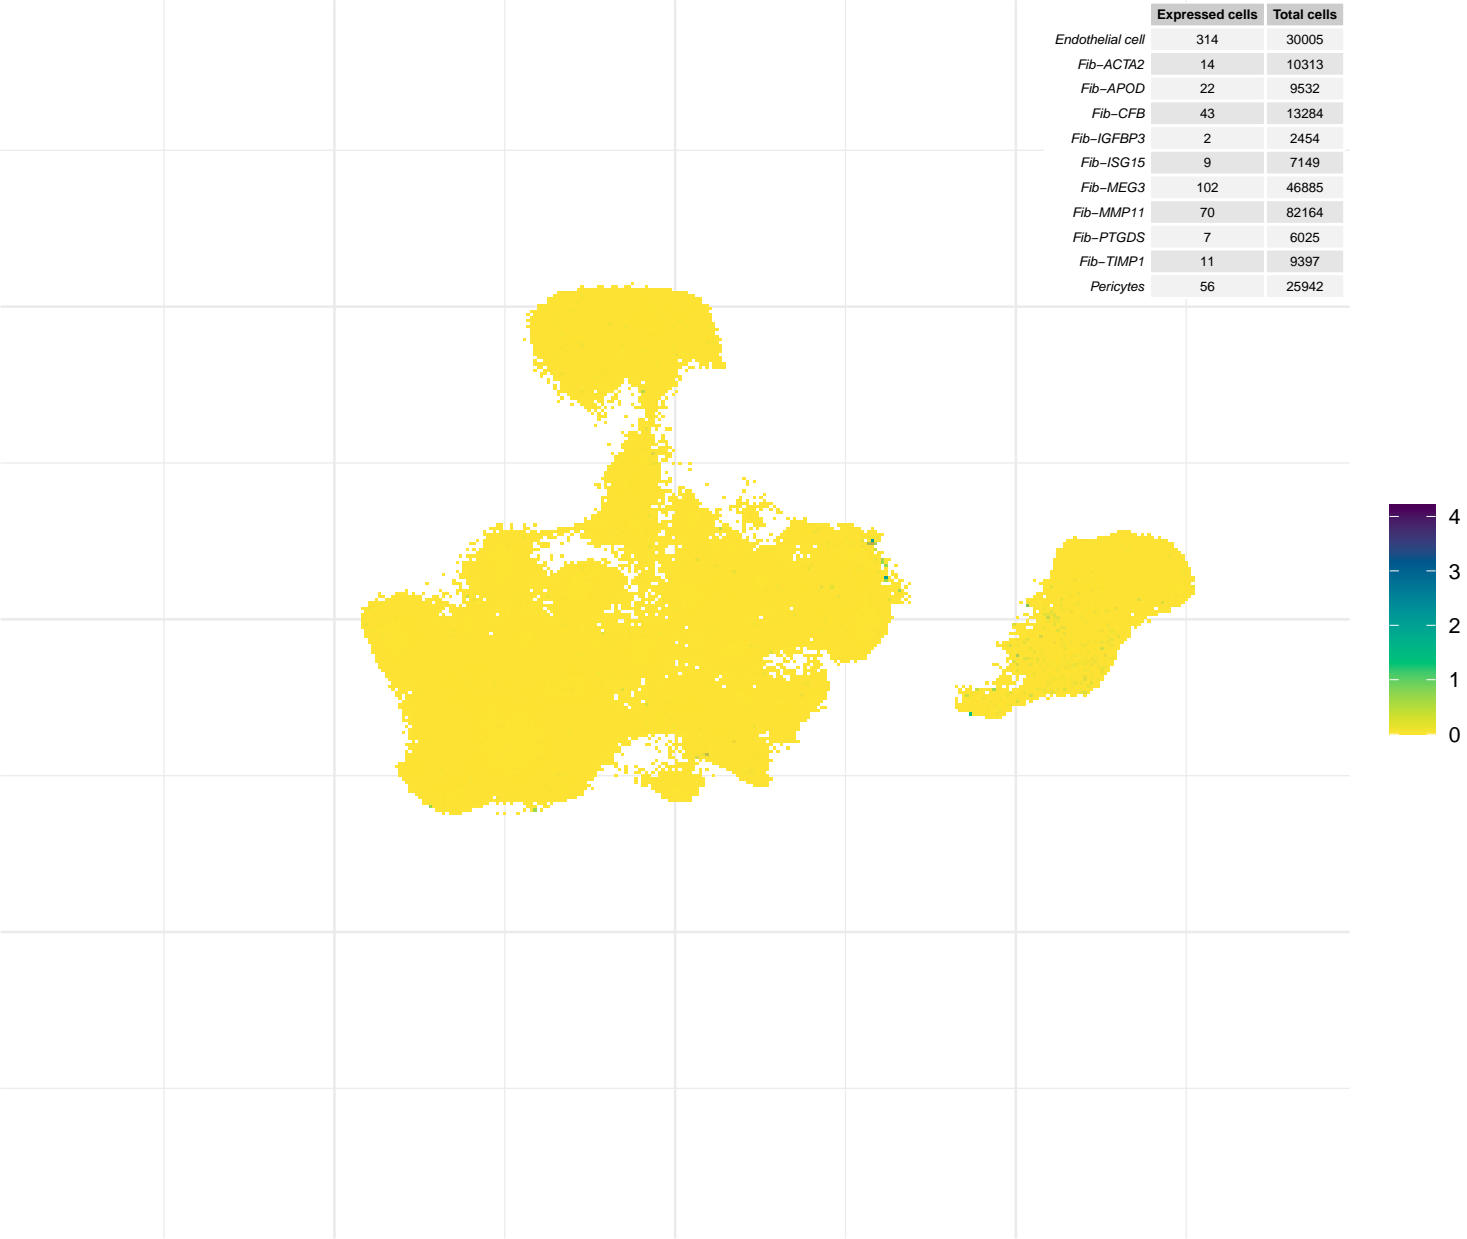 Expressed cells Total cells
Endothelial cell 314 30005
Fib−ACTA2 14 10313
Fib−APOD 22 9532
Fib−CFB 43 13284
Fib−IGFBP3 2 2454
Fib−ISG15 9 7149
Fib−MEG3 102 46885
Fib−MMP11 70 82164
Fib−PTGDS 7 6025
Fib−TIMP1 11 9397
Pericytes 56 25942
4
3
2
1
0